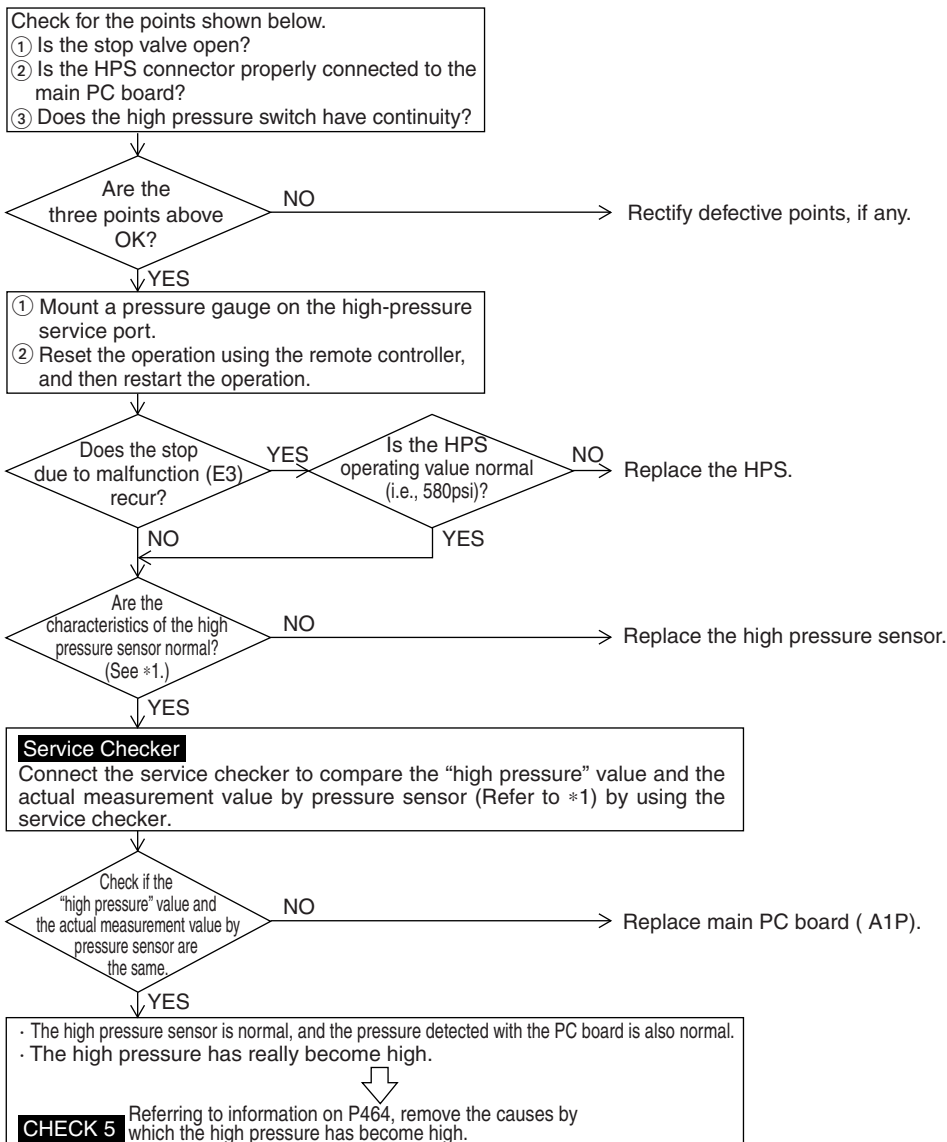 Check for the points shown below.
① Is the stop valve open?
② Is the HPS connector properly connected to the
main PC board?
③ Does the high pressure switch have continuity?
Are the
three points above
OK?
NO
Rectify defective points, if any.
YES
① Mount a pressure gauge on the high-pressure
service port.
② Reset the operation using the remote controller,
and then restart the operation.
Does the stop
due to malfunction (E3)
recur?
YES
Is the HPS
operating value normal
(i.e., 580psi)?
NO
Replace the HPS.
NO
YES
Are the
characteristics of the high
pressure sensor normal?
(See *1.)
NO
Replace the high pressure sensor.
YES
Service Checker
Connect the service checker to compare the “high pressure” value and the
actual measurement value by pressure sensor (Refer to *1) by using the
service checker.
Check if the
“high pressure” value and
the actual measurement value by
pressure sensor are
the same.
NO
Replace main PC board ( A1P).
YES
· The high pressure sensor is normal, and the pressure detected with the PC board is also normal.
· The high pressure has really become high.
CHECK 5 Referring to information on P464, remove the causes by
which the high pressure has become high.